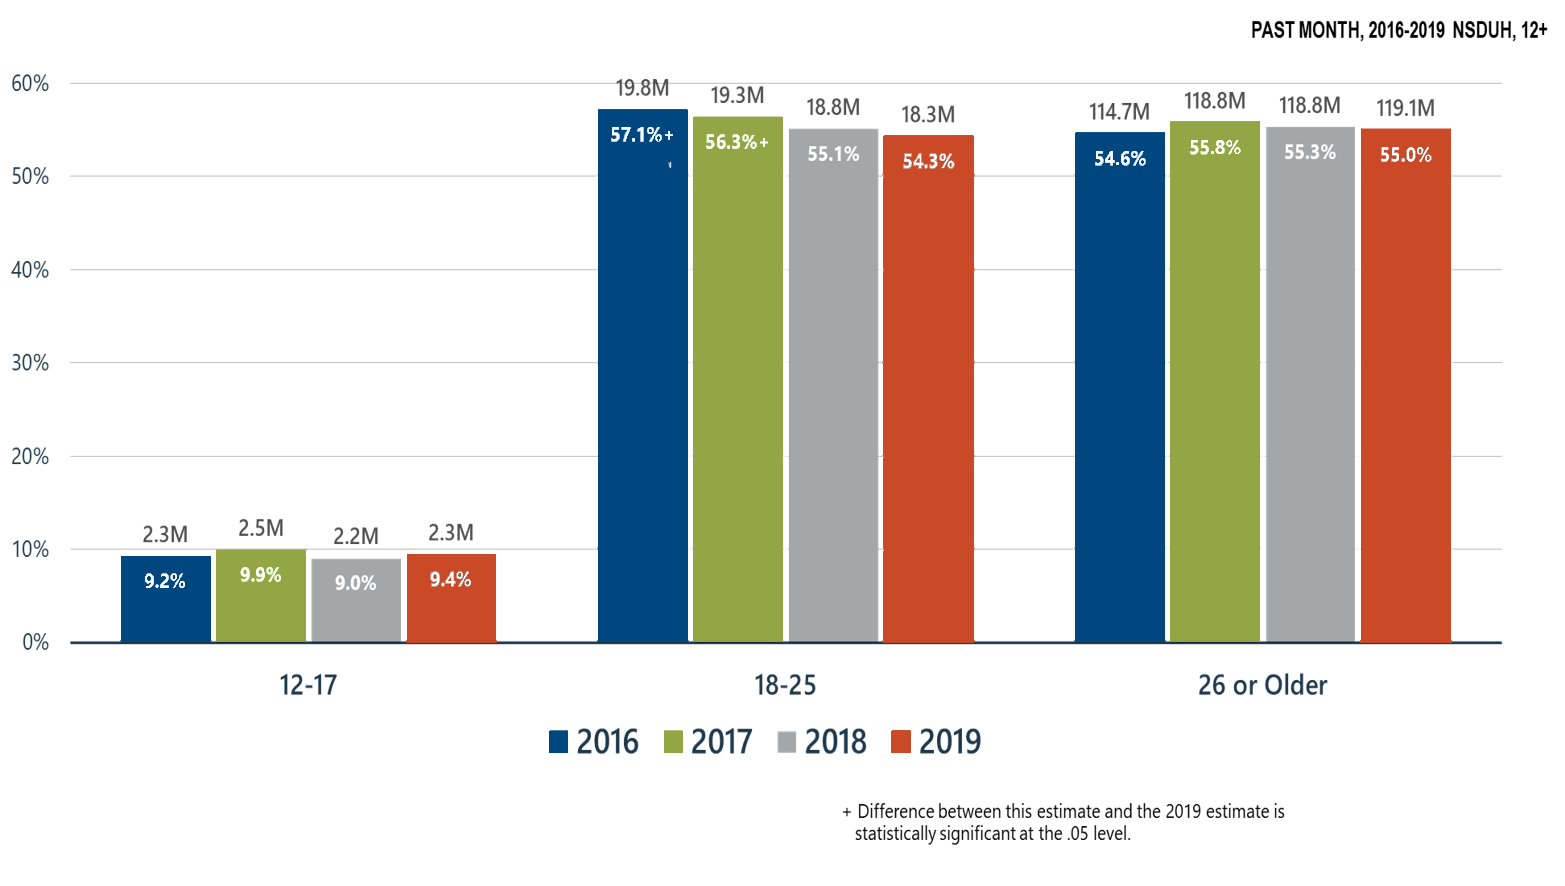 PAST MONTH, 2016-2019 NSDUH, 12+
60%
50%
40%
30%
20%
10%
0%
2.3M
2.5M
2.2M
2.3M
9.2%
9.9%
9.0%
9.4%
19.8M
19.3M
18.8M
18.3M
57.1%+
56.3%+
55.1%
54.3%
114.7M
118.8M
118.8M
119.1M
54.6%
55.8%
55.3%
55.0%
12-17
18-25
26 or Older
2016
2017
2018
2019
+ Difference between this estimate and the 2019 estimate is
statistically significant at the .05 level.